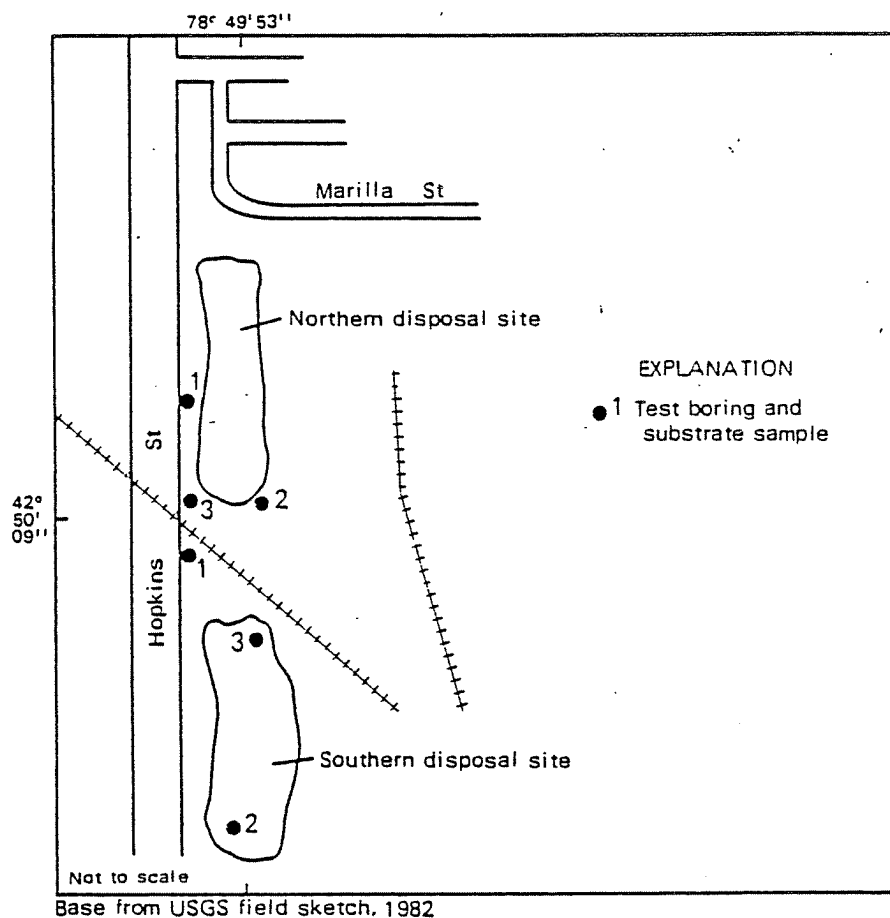 78° 49'53"
Marilla St
Northern disposal site
EXPLANATION
1 Test boring and
substrate sample
1
St
3
2
42°
50'
09"
1
Hopkins
3
Southern disposal site
2
Not to scale
Base from USGS field sketch, 1982